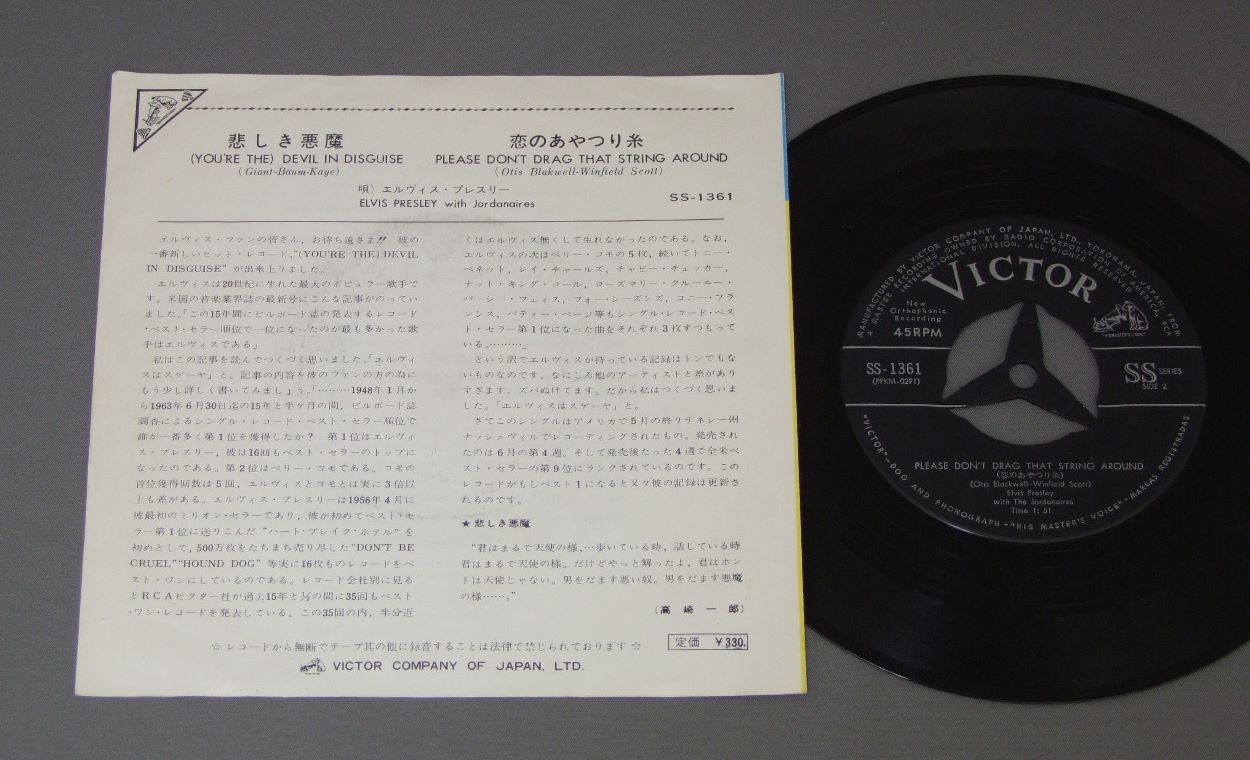 悲しき悪魔
(YOU'RE THE) DEVIL IN DISGUISE
(Giant-Baum-Kaye)
恋のあやつり糸
PLEASE DON'T DRAG THAT STRING AROUND
(Otis Blakwell-Winfield Scott)
唄) エルヴィス・プレスリー
ELVIS PRESLEY with Jordanaires
SS-1361
エルヴィス・ファンの皆さん，お待ち遠さま!! 彼の
一番新しいヒット・レコード，"(YOU'RE THE) DEVIL
IN DISGUISE" が出来上りました。
エルヴィスは20世紀に生れた最大のポピュラー歌手で
す。米国の音楽業界誌の最新号にこんな記事がのってい
ました。「この15年間にビルボード誌の発表するレコード
・ベスト・セラー順位で一位になったのが最も多かった歌
手はエルヴィスである」
私はこの記事を読んでつくづく思いました。「エルヴィ
スはスゲーヤ」と。記事の内容を彼のファンの方の為に
もう少し詳しく書いてみましょう。「………1948年1月か
ら1963年6月30日迄の15年と半ケ月の間，ビルボード誌
調査によるシングル・レコード・ベスト・セラー順位で
誰が一番多く第1位を獲得したか？ 第1位はエルヴィ
ス・プレスリー，彼は16回もベスト・セラーのトップに
なったのである。第2位はペリー・コモである。コモの
首位獲得回数は5回，エルヴィスのは実に3倍以
上も差がある。エルヴィス・プレスリーは1956年4月に
彼最初のミリオン・セラーであり，彼が初めてベスト・セ
ラー第1位に送りこんだ "ハート・ブレイク・ホテル" を
初めとして，500万枚をたちまち売り尽した "DON'T BE
CRUEL" "HOUND DOG" 等実に16枚ものレコードをベ
スト・ワンにしているのである。レコード会社別に見る
とRCAビクター社が過去15年と½の間に35回もベスト
・ワン・レコードを発表している。この35回の内，半分近
くはエルヴィス無くして生れなかったのである。なお，
エルヴィスの次はペリー・コモの5枚，続いてトニー・
ベネット，レイ・チャールズ，チャビー・チェッカー，
ナット・キング・コール，ローズマリー・クルーニー・
パーシー・フェイス，フォー・シーズンズ，コニー・フラ
ンシス，パティー・ページ等もシングル・レコード・ベス
ト・セラー第1位になった曲をそれぞれ3枚ずつもって
いる。………」
という訳でエルヴィスが持っている記録はトンでもな
いものなのです。なにしろ他のアーティストと差があり
すぎます。ズバぬけてます。だから私はつくづく思いま
した。「エルヴィスはスゲーヤ」と。
さてこのシングルはアメリカで5月の終りテネシー州
ナッシュヴィルでレコーディングされたもの。発売され
たのは6月の第4週。そして発売後たった4週で全米ベ
スト・セラーの第9位にランクされているのです。この
レコードがもしベスト1になると又々彼の記録は更新さ
れるのです。
★悲しき悪魔
"君はまるで天使の様，…歩いている時，話している時
君はまるで天使の様。だけどやっと解ったよ，君はホン
トは天使じゃない。男をだます悪い奴。男をだます悪魔
の様……。"
(高崎一郎)
☆レコードから無断でテープ其の他に録音することは法律で禁じられております☆
定価 ¥330.
VICTOR COMPANY OF JAPAN, LTD.
MANUFACTURED BY VICTOR COMPANY OF JAPAN, LTD., YOKOHAMA, JAPAN, FROM
A MASTER RECORDING OWNED BY RADIO CORPORATION OF AMERICA, RCA
INTERNATIONAL DIVISION. ALL RIGHTS RESERVED.
VICTOR
New
Orthophonic
Recording
45RPM
"HIS MASTER'S VOICE"
SS-1361
(PPKM-0291)
SS SERIES
SIDE 2
PLEASE DON'T DRAG THAT STRING AROUND
(恋のあやつり糸)
(Otis Blackwell-Winfield Scott)
Elvis Presley
with The Jordanaires
Time 1: 51
"VICTOR"-DOG AND PHONOGRAPH-"HIS MASTER'S VOICE"-MARCAS REGISTRADAS